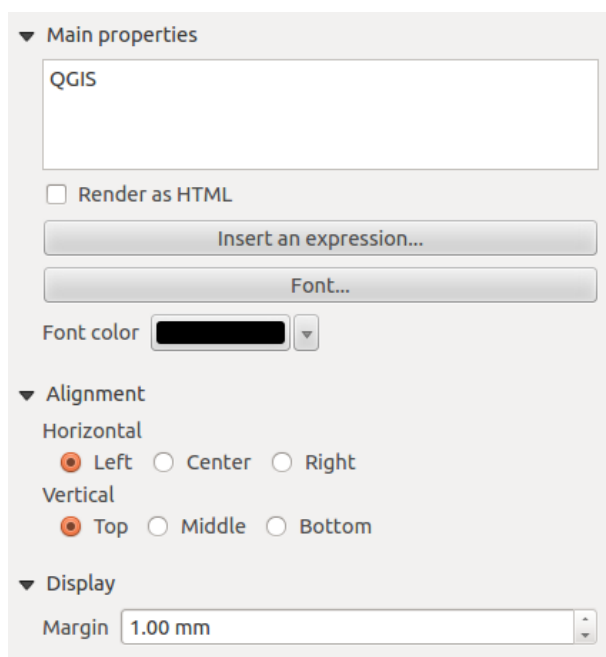 Main properties
QGIS
Render as HTML
Insert an expression...
Font...
Font color
Alignment
Horizontal
Left Center Right
Vertical
Top Middle Bottom
Display
Margin 1.00 mm